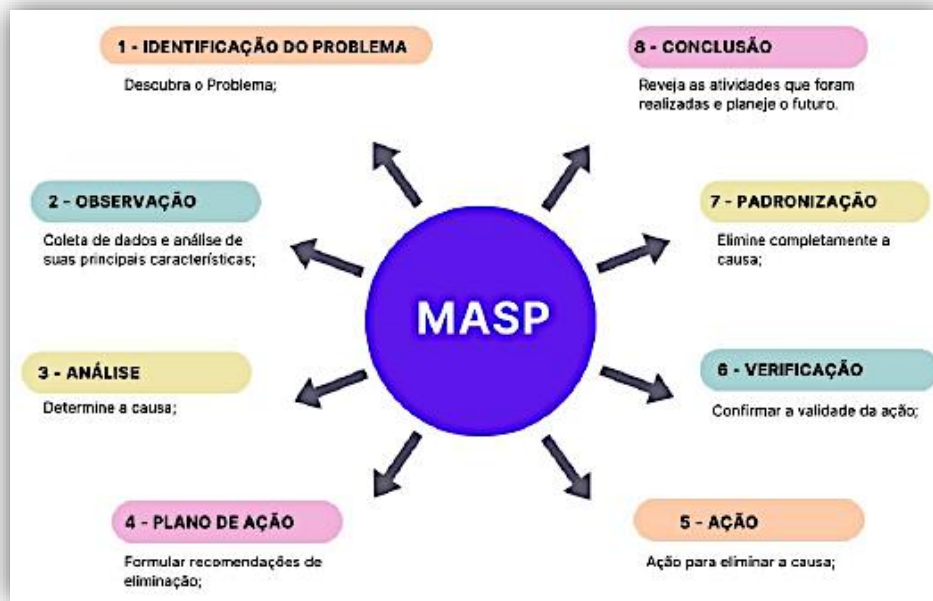 1 - IDENTIFICAÇÃO DO PROBLEMA
Descubra o Problema;
2 - OBSERVAÇÃO
Coleta de dados e análise de
suas principais características;
3 - ANÁLISE
Determine a causa;
4 - PLANO DE AÇÃO
Formular recomendações de
eliminação;
MASP
8 - CONCLUSÃO
Reveja as atividades que foram
realizadas e planeje o futuro.
7 - PADRONIZAÇÃO
Elimine completamente a
causa;
6 - VERIFICAÇÃO
Confirmar a validade da ação;
5 - AÇÃO
Ação para eliminar a causa;